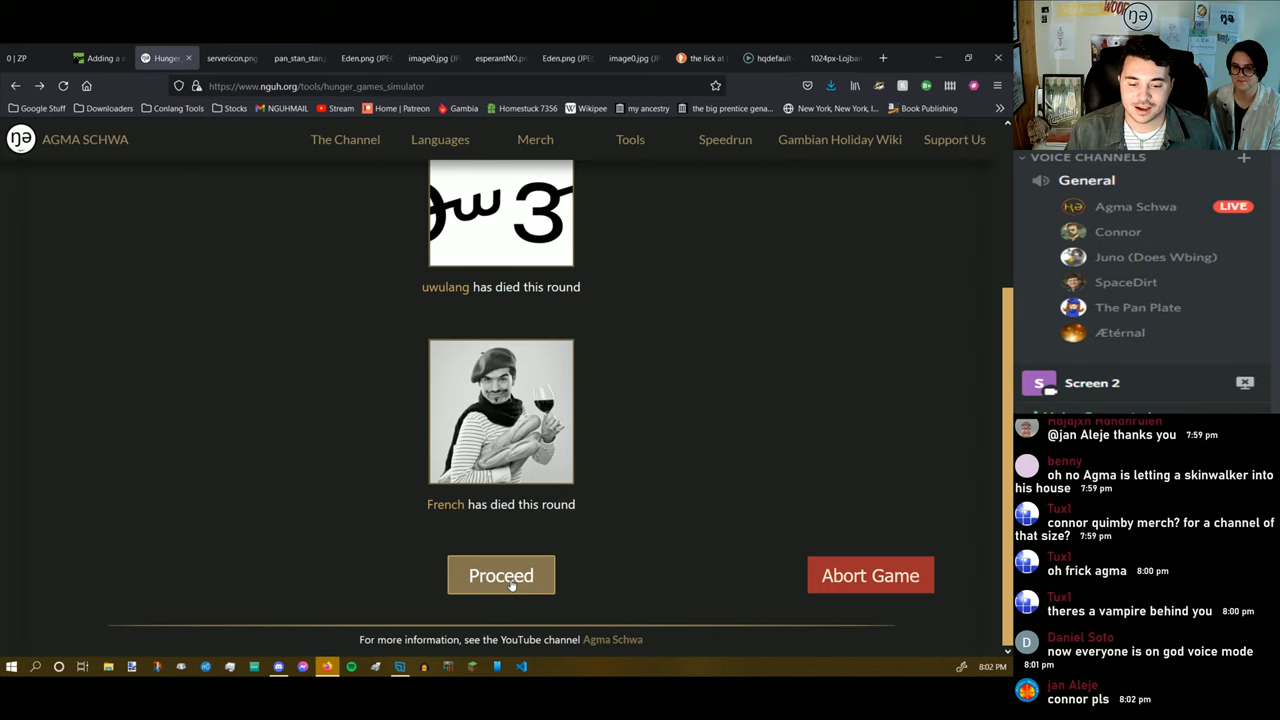 0 | ZP
Adding a
Hunger
servericon.png
pan_stan_stan
Eden.png (JPE
image0.jpg (JP
esperantNO.pn
Eden.png (JPE
image0.jpg (JP
the lick at
hqdefault
1024px-Lojba
https://www.nguh.org/tools/hunger_games_simulator
Google Stuff
Downloaders
Conlang Tools
Stocks
NGUHMAIL
Stream
Home | Patreon
Gambia
Homestuck 7356
Wikipee
my ancestry
the big prentice gena...
New York, New York, ...
Book Publishing
ŋə AGMA SCHWA
The Channel
Languages
Merch
Tools
Speedrun
Gambian Holiday Wiki
Support Us
uwulang has died this round
French has died this round
Proceed
Abort Game
For more information, see the YouTube channel Agma Schwa
8:02 PM
ŋə
VOICE CHANNELS
General
Agma Schwa LIVE
Connor
Juno (Does Wbing)
SpaceDirt
The Pan Plate
Ætérnal
S Screen 2
@jan Aleje thanks you 7:59 pm
benny
oh no Agma is letting a skinwalker into
his house 7:59 pm
Tux1
connor quimby merch? for a channel of
that size? 7:59 pm
Tux1
oh frick agma 8:00 pm
Tux1
theres a vampire behind you 8:00 pm
D Daniel Soto
now everyone is on god voice mode
8:01 pm
jan Aleje
connor pls 8:02 pm